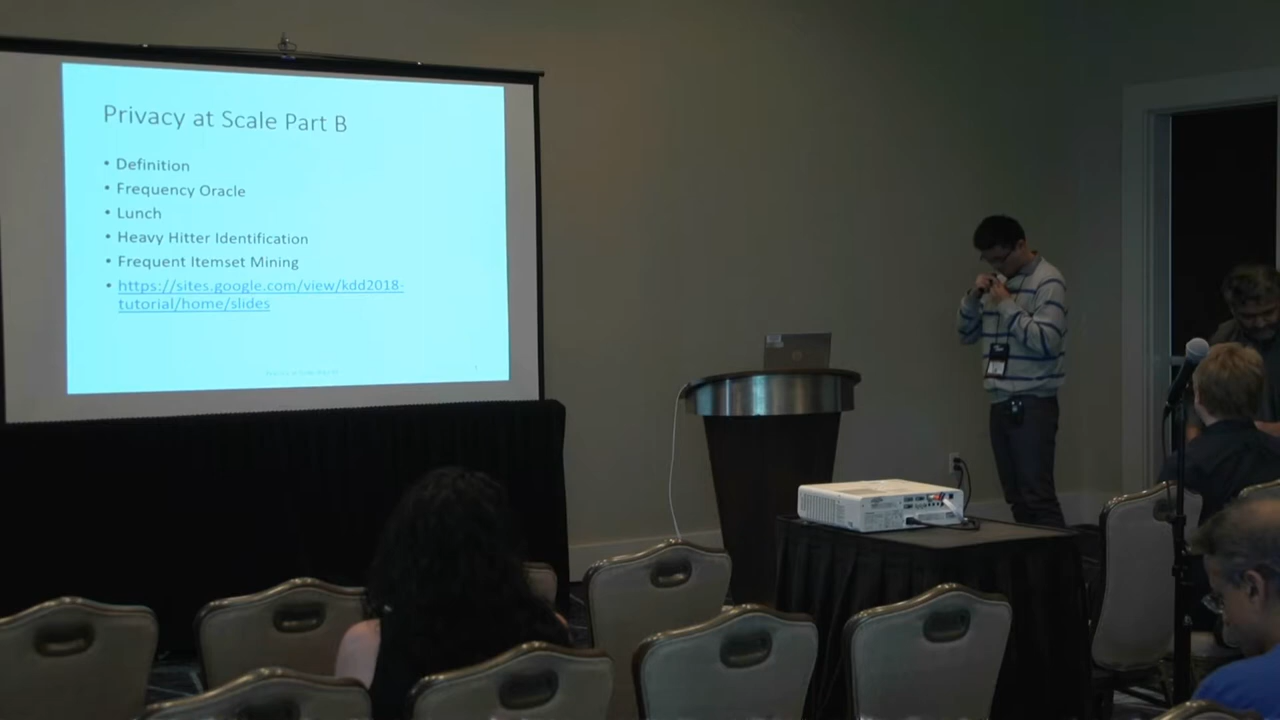 Privacy at Scale Part B
• Definition
• Frequency Oracle
• Lunch
• Heavy Hitter Identification
• Frequent Itemset Mining
• https://sites.google.com/view/kdd2018-
tutorial/home/slides